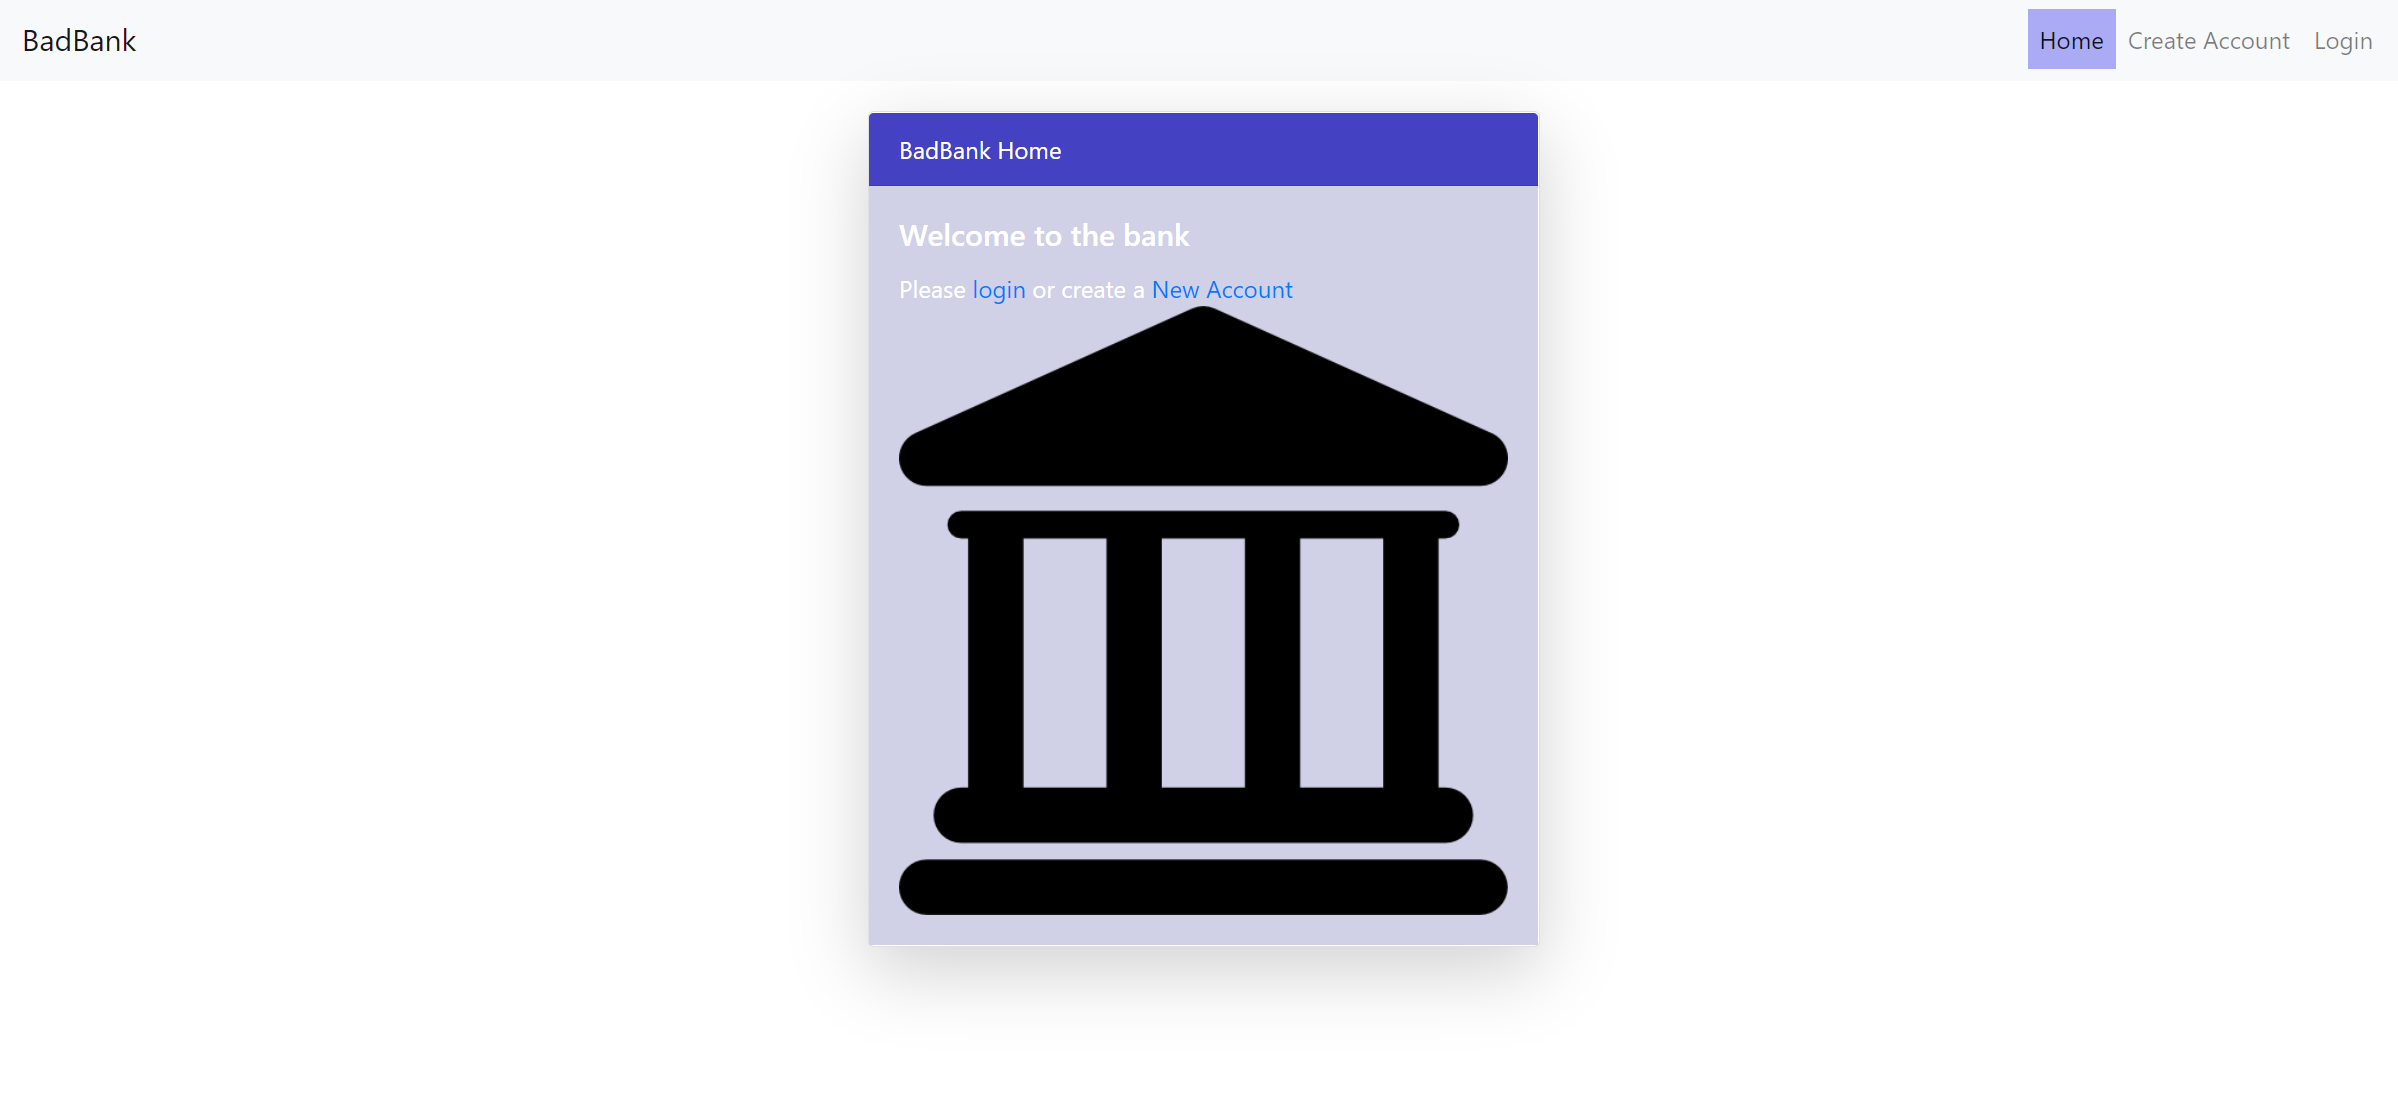 BadBank
Home Create Account Login
BadBank Home
Welcome to the bank
Please login or create a New Account